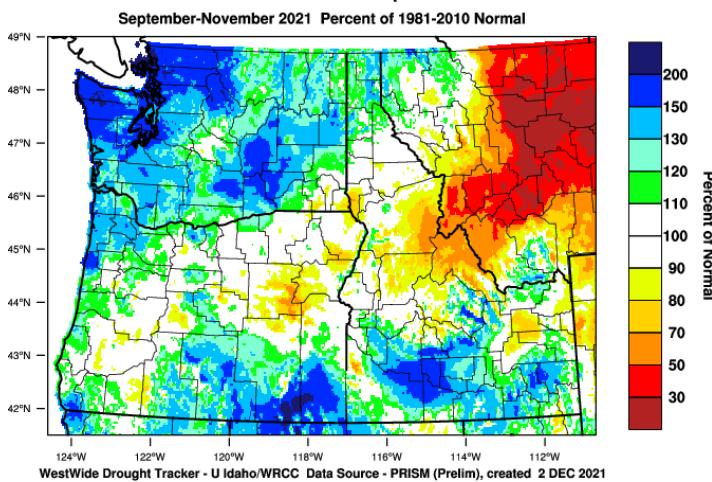 September-November 2021 Percent of 1981-2010 Normal
49°N
48°N
47°N
46°N
45°N
44°N
43°N
42°N
124°W 122°W 120°W 118°W 116°W 114°W 112°W
200
150
130
120
110
100
90
80
70
50
30
Percent of Normal
WestWide Drought Tracker - U Idaho/WRCC Data Source - PRISM (Prelim), created 2 DEC 2021